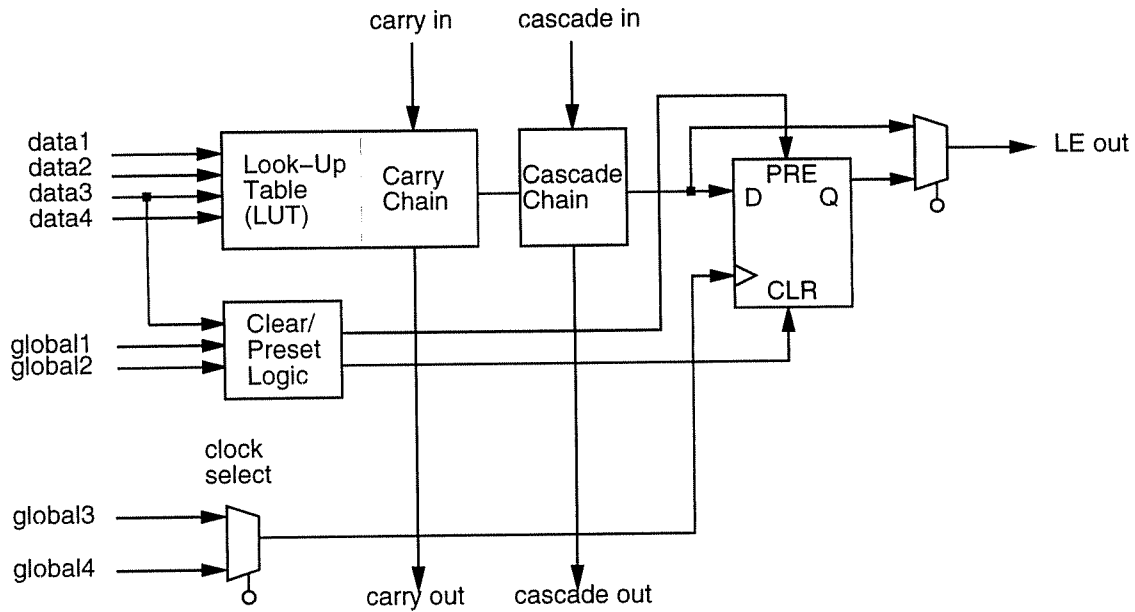 carry in
cascade in
data1
data2
data3
data4
Look-Up
Table
(LUT)
Carry
Chain
Cascade
Chain
PRE
D
Q
CLR
LE out
Clear/
Preset
Logic
global1
global2
clock
select
global3
global4
carry out
cascade out